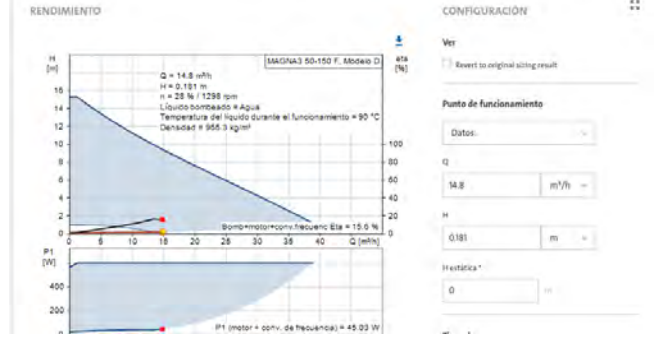 RENDIMIENTO
H
[m]
MAGNA3 50-150 F, Modelo D
eta
[%]
Q = 14.8 m³/h
H = 0.181 m
n = 28 % / 1298 rpm
Líquido bombeado = Agua
Temperatura del líquido durante el funcionamiento = 90 °C
Densidad = 965.3 kg/m³
16
14
12
10
8
6
4
2
0
100
80
60
40
20
0
Bomb+motor+conv.frecuenc Eta = 15.6 %
0 5 10 15 20 25 30 35 40 Q [m³/h]
P1
[W]
400
200
0
P1 (motor + conv. de frecuencia) = 45.03 W
CONFIGURACIÓN
Ver
Revert to original sizing result
Punto de funcionamiento
Datos
Q
14.8 m³/h
H
0.181 m
H estática *
0 m